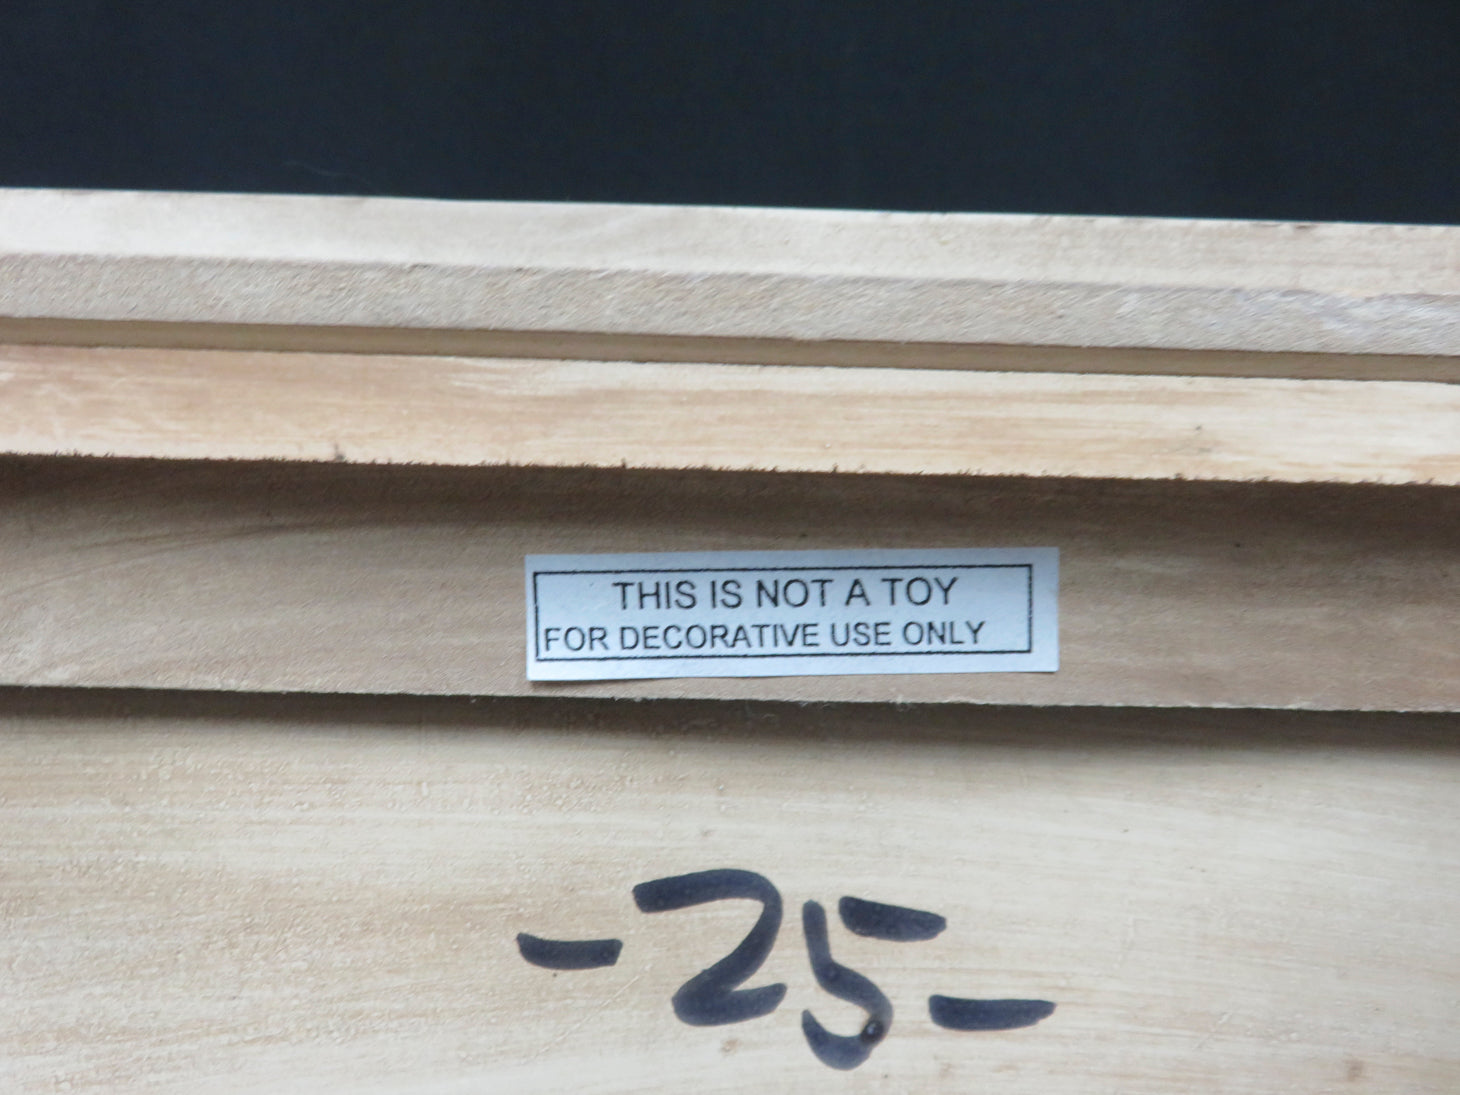 THIS IS NOT A TOY
FOR DECORATIVE USE ONLY
-25-